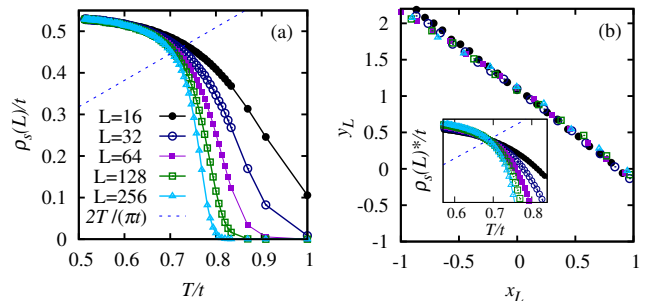 (a)
ρs(L)/t
0.6
0.5
0.4
0.3
0.2
0.1
0
L=16
L=32
L=64
L=128
L=256
2T/(πt)
0.5 0.6 0.7 0.8 0.9 1
T/t
(b)
yL
2
1.5
1
0.5
0
-0.5
-1
ρs(L)*/t
0.6 0.7 0.8
T/t
-1 -0.5 0 0.5 1
xL